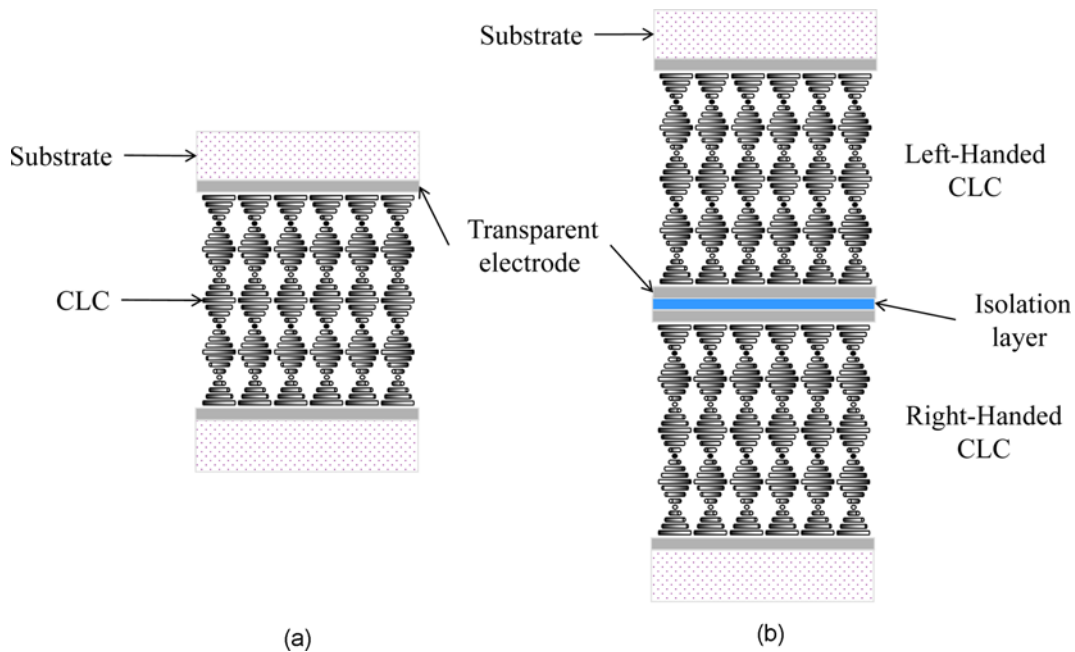 Substrate
Substrate
Left-Handed
CLC
Transparent
electrode
CLC
Isolation
layer
Right-Handed
CLC
(a)
(b)